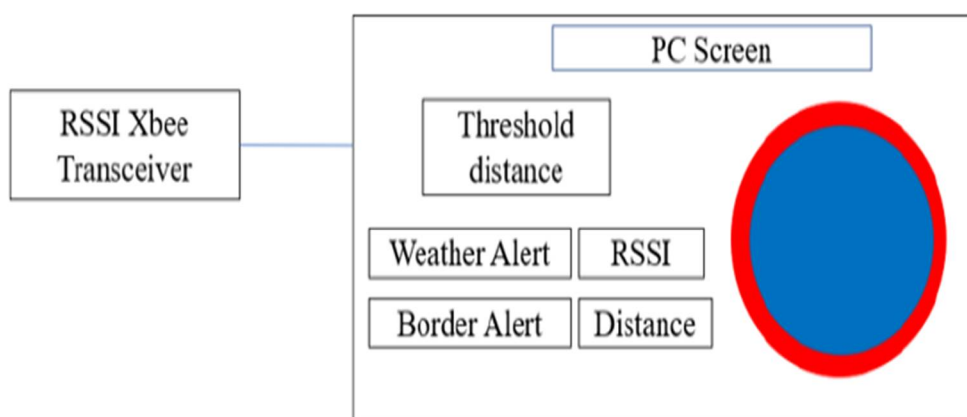 PC Screen
RSSI Xbee
Transceiver
Threshold
distance
Weather Alert
RSSI
Border Alert
Distance